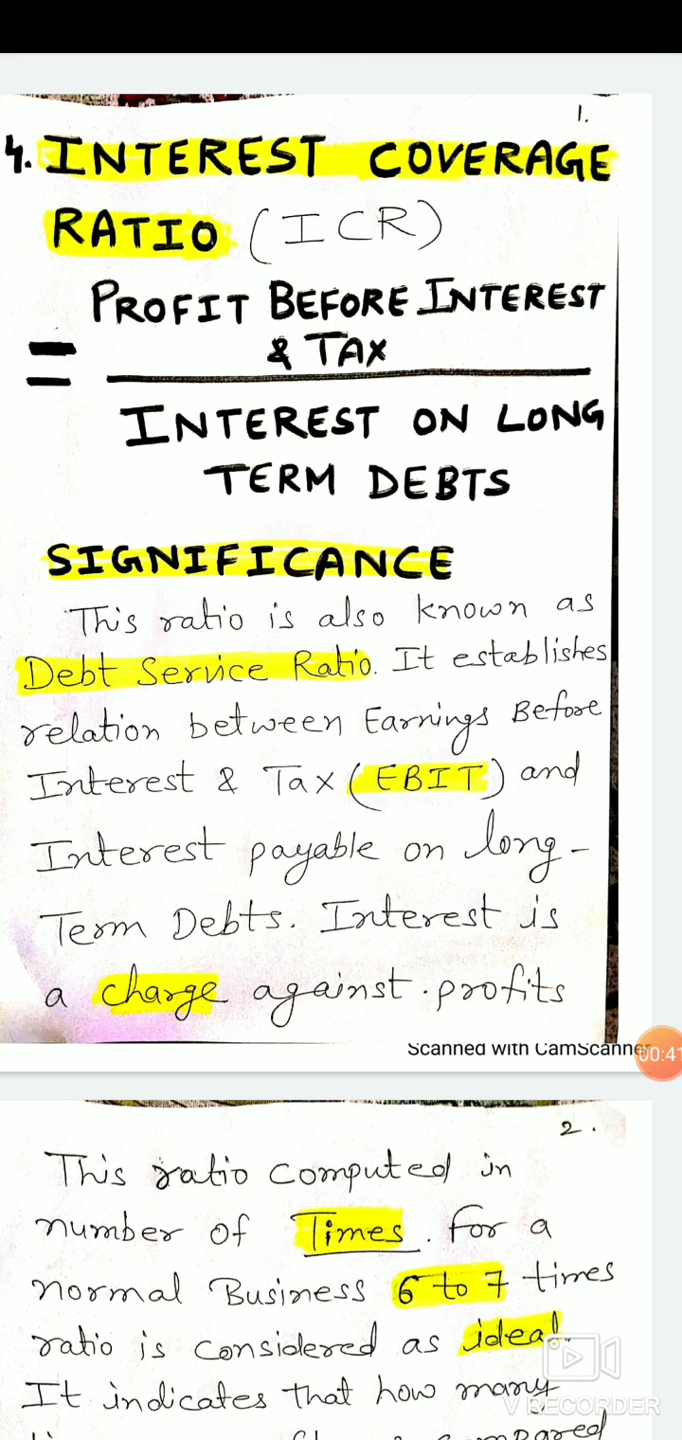 1.
4. INTEREST COVERAGE
RATIO (ICR)
= PROFIT BEFORE INTEREST
& TAX
INTEREST ON LONG
TERM DEBTS
SIGNIFICANCE
This ratio is also known as
Debt Service Ratio. It establishes
relation between Earnings Before
Interest & Tax (EBIT) and
Interest payable on long-
Term Debts. Interest is
a charge against profits
Scanned with CamScanner
00:41
2.
This ratio computed in
number of Times. For a
normal Business 6 to 7 times
ratio is considered as ideal.
It indicates that how many
V RECORDER